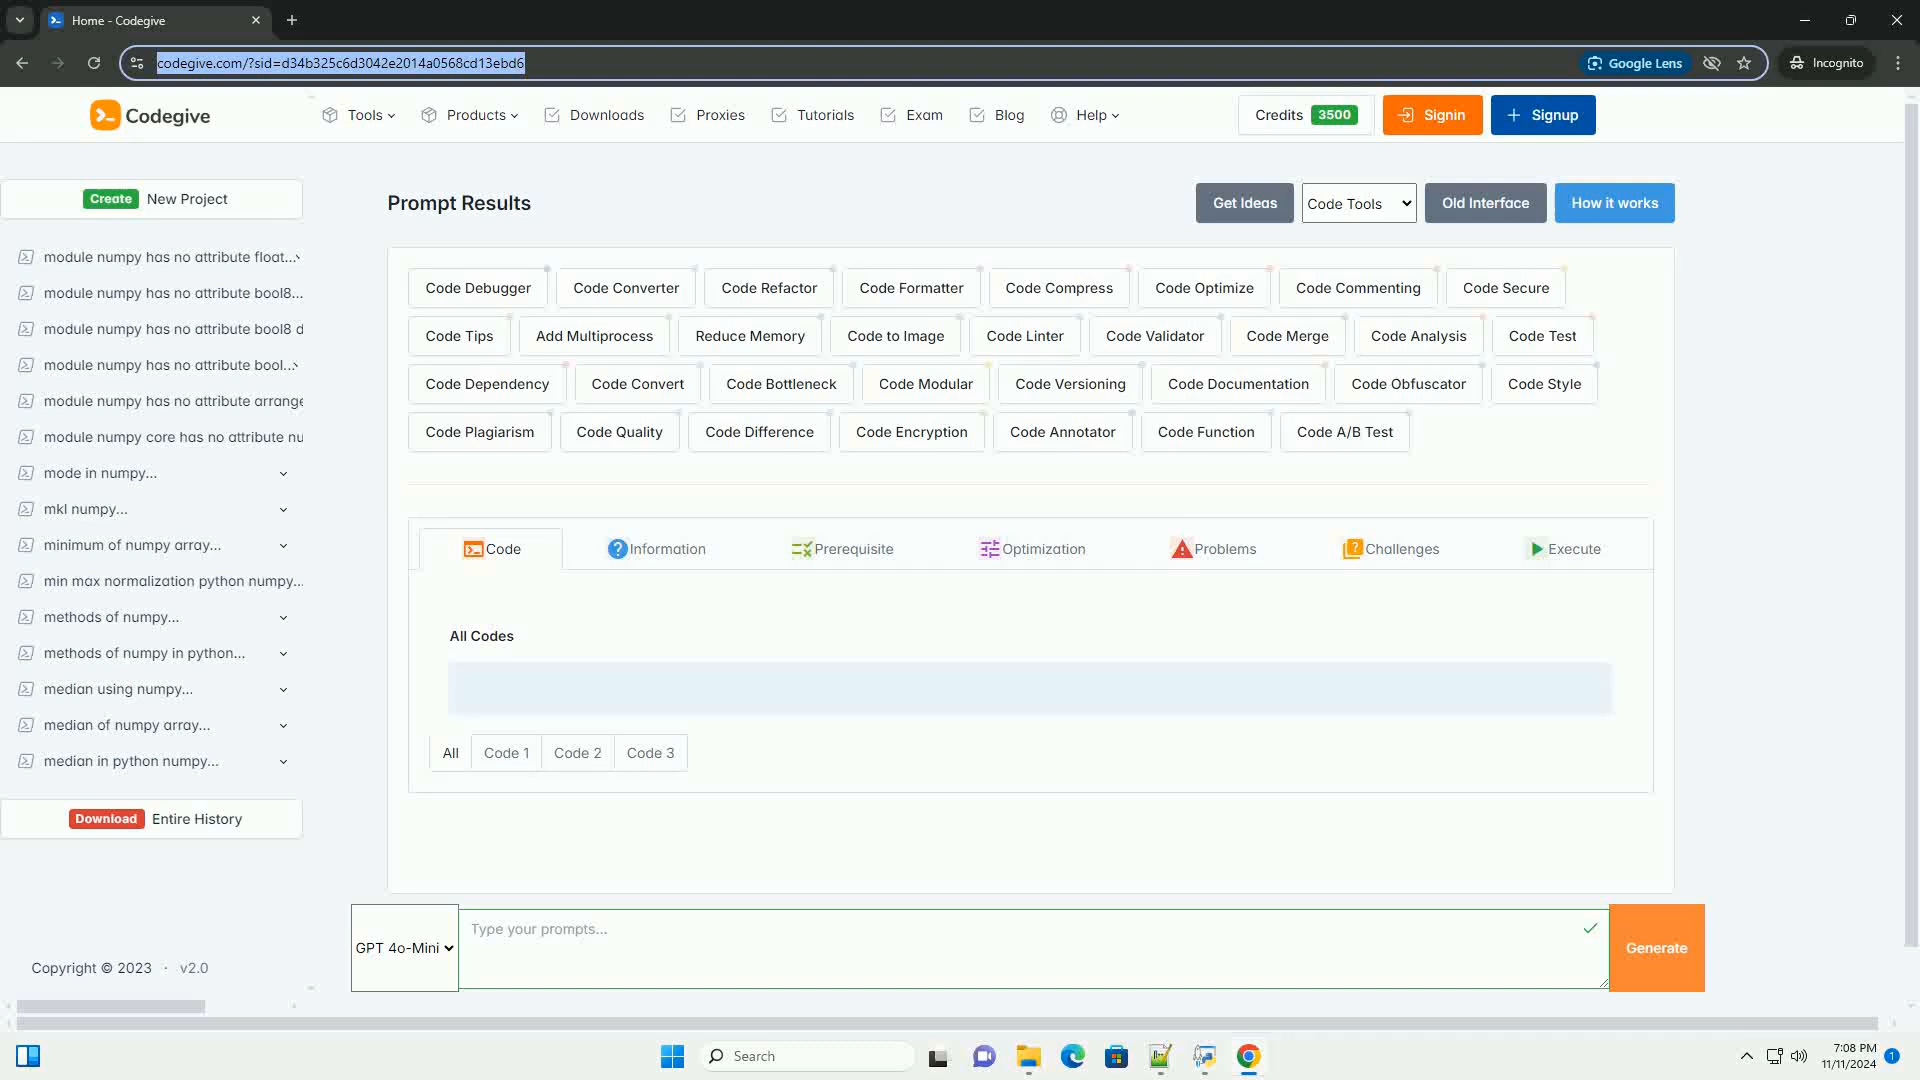 Home - Codegive
codegive.com/?sid=d34b325c6d3042e2014a0568cd13ebd6
Google Lens
Incognito
Codegive
Tools
Products
Downloads
Proxies
Tutorials
Exam
Blog
Help
Credits 3500
Signin
Signup
Create New Project
module numpy has no attribute float...
module numpy has no attribute bool8...
module numpy has no attribute bool8 d
module numpy has no attribute bool...
module numpy has no attribute arrange
module numpy core has no attribute nu
mode in numpy...
mkl numpy...
minimum of numpy array...
min max normalization python numpy...
methods of numpy...
methods of numpy in python...
median using numpy...
median of numpy array...
median in python numpy...
Download Entire History
Copyright © 2023 · v2.0
Prompt Results
Get Ideas
Code Tools
Old Interface
How it works
Code Debugger
Code Converter
Code Refactor
Code Formatter
Code Compress
Code Optimize
Code Commenting
Code Secure
Code Tips
Add Multiprocess
Reduce Memory
Code to Image
Code Linter
Code Validator
Code Merge
Code Analysis
Code Test
Code Dependency
Code Convert
Code Bottleneck
Code Modular
Code Versioning
Code Documentation
Code Obfuscator
Code Style
Code Plagiarism
Code Quality
Code Difference
Code Encryption
Code Annotator
Code Function
Code A/B Test
Code
Information
Prerequisite
Optimization
Problems
Challenges
Execute
All Codes
All
Code 1
Code 2
Code 3
GPT 4o-Mini
Type your prompts...
Generate
Search
7:08 PM
11/11/2024
1